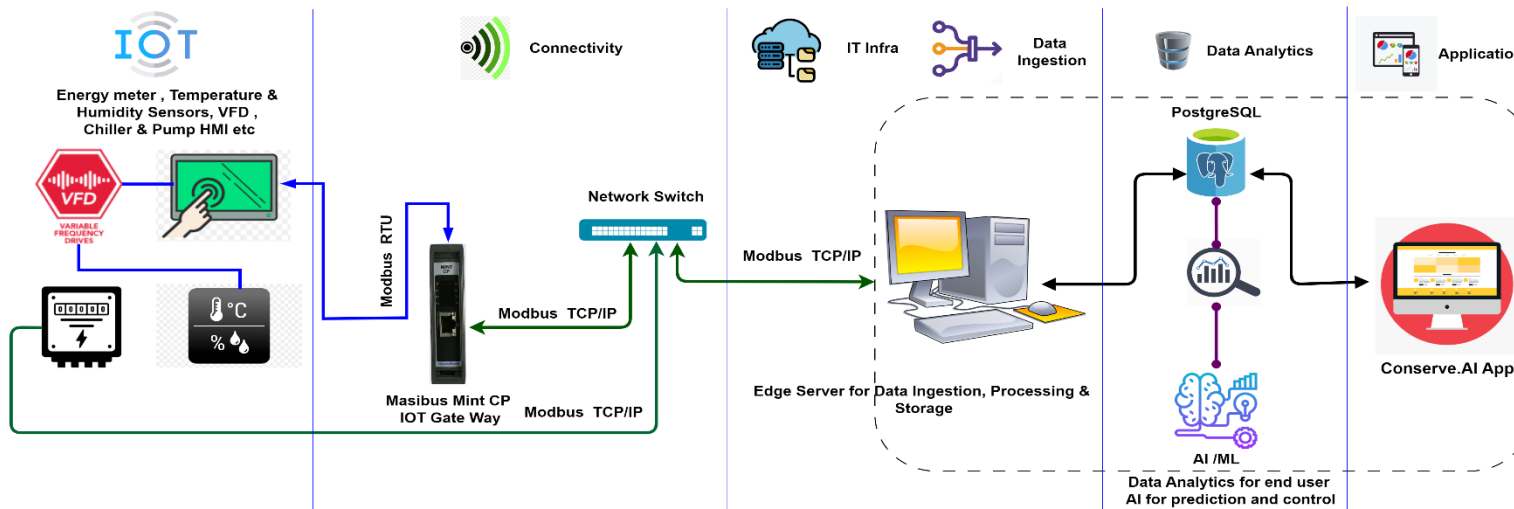 IOT
Energy meter , Temperature &
Humidity Sensors, VFD ,
Chiller & Pump HMI etc
VFD
VARIABLE
FREQUENCY
DRIVES
00000
°C
%
Connectivity
Modbus RTU
MINT
CP
Masibus Mint CP
IOT Gate Way
Modbus TCP/IP
Network Switch
Modbus TCP/IP
IT Infra
Data
Ingestion
Modbus TCP/IP
Edge Server for Data Ingestion, Processing &
Storage
Data Analytics
PostgreSQL
AI /ML
Data Analytics for end user
AI for prediction and control
Applicatio
Conserve.AI App